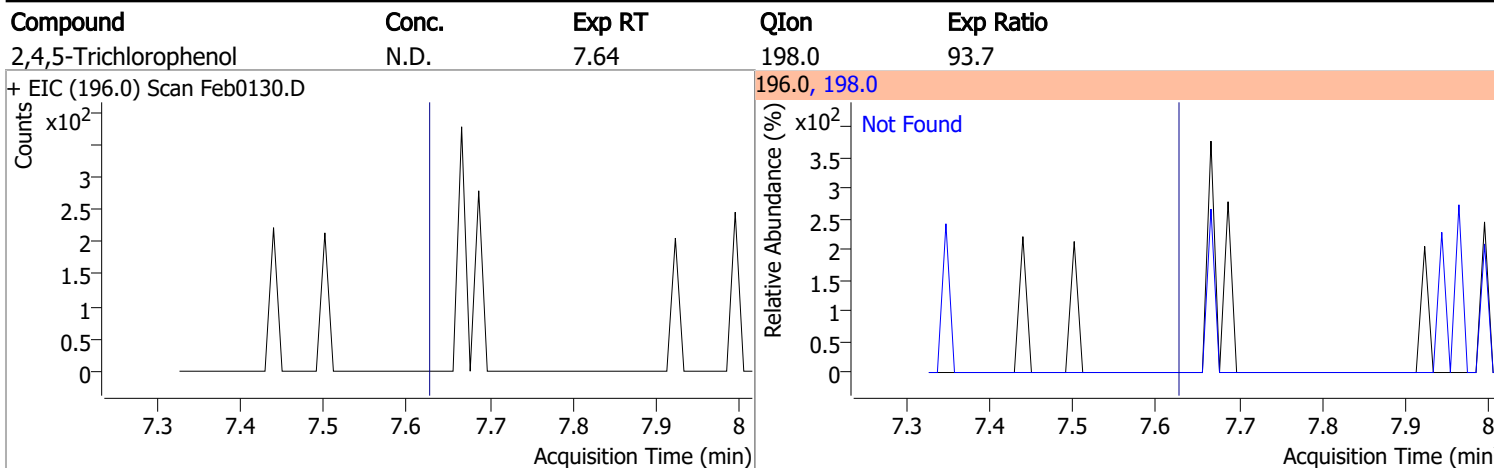 Compound Conc. Exp RT QIon Exp Ratio
2,4,5-Trichlorophenol N.D. 7.64 198.0 93.7
+ EIC (196.0) Scan Feb0130.D
Counts
x102
3
2.5
2
1.5
1
0.5
0
7.3 7.4 7.5 7.6 7.7 7.8 7.9 8
Acquisition Time (min)
196.0, 198.0
Relative Abundance (%)
x102
Not Found
3.5
3
2.5
2
1.5
1
0.5
0
7.3 7.4 7.5 7.6 7.7 7.8 7.9 8
Acquisition Time (min